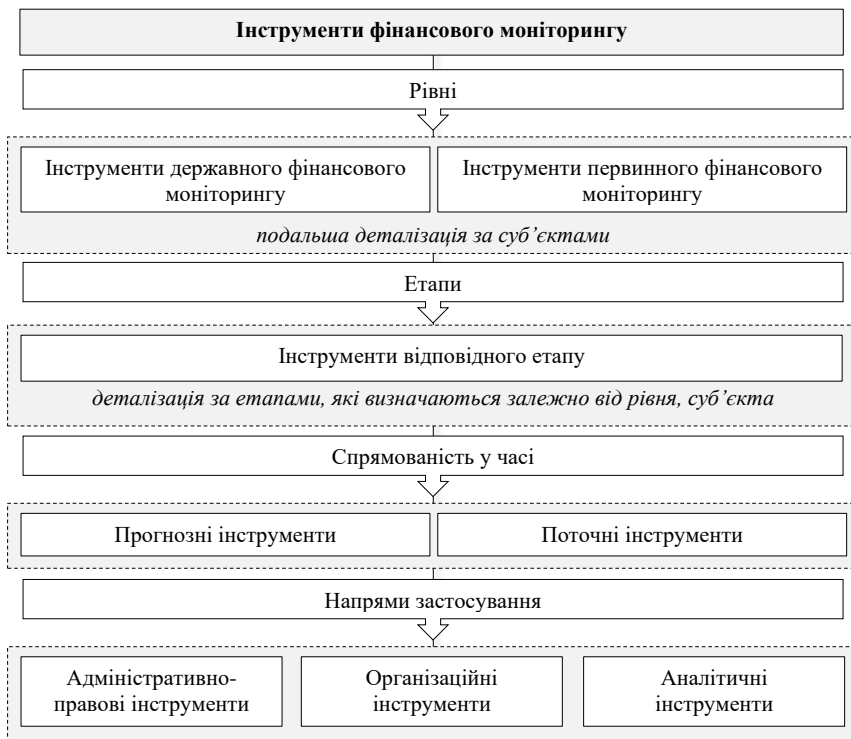 Інструменти фінансового моніторингу
Рівні
Інструменти державного фінансового
моніторингу
Інструменти первинного фінансового
моніторингу
подальша деталізація за суб’єктами
Етапи
Інструменти відповідного етапу
деталізація за етапами, які визначаються залежно від рівня, суб’єкта
Спрямованість у часі
Прогнозні інструменти
Поточні інструменти
Напрями застосування
Адміністративно-
правові інструменти
Організаційні
інструменти
Аналітичні
інструменти